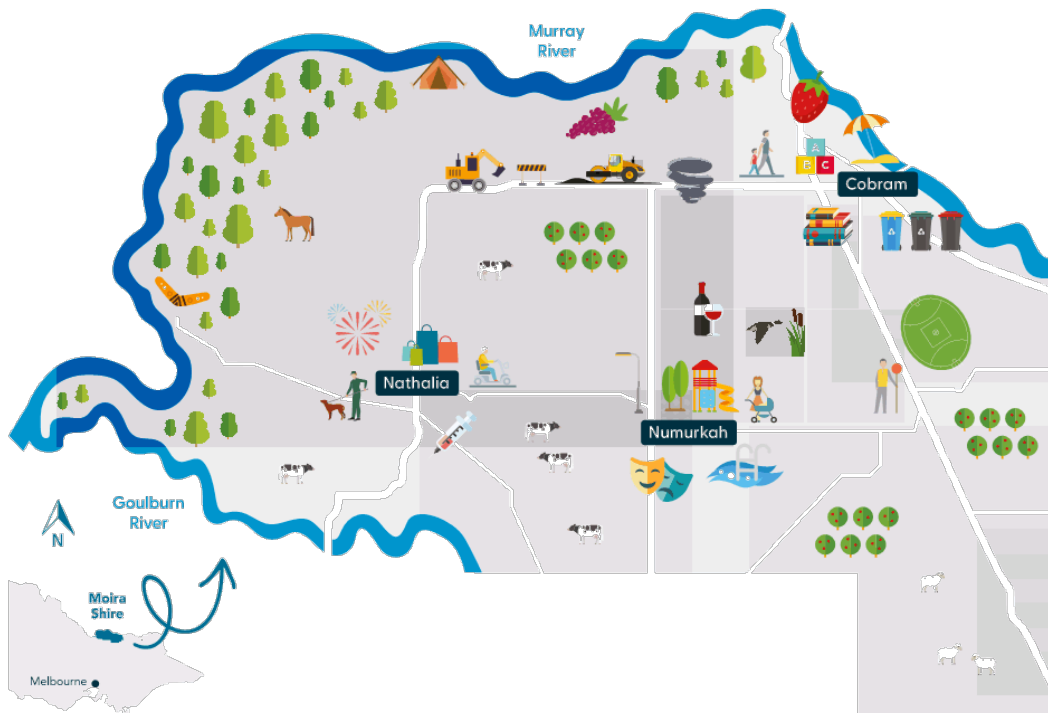 Murray
River
A
B C
Cobram
Nathalia
Numurkah
Goulburn
River
N
Moira
Shire
Melbourne